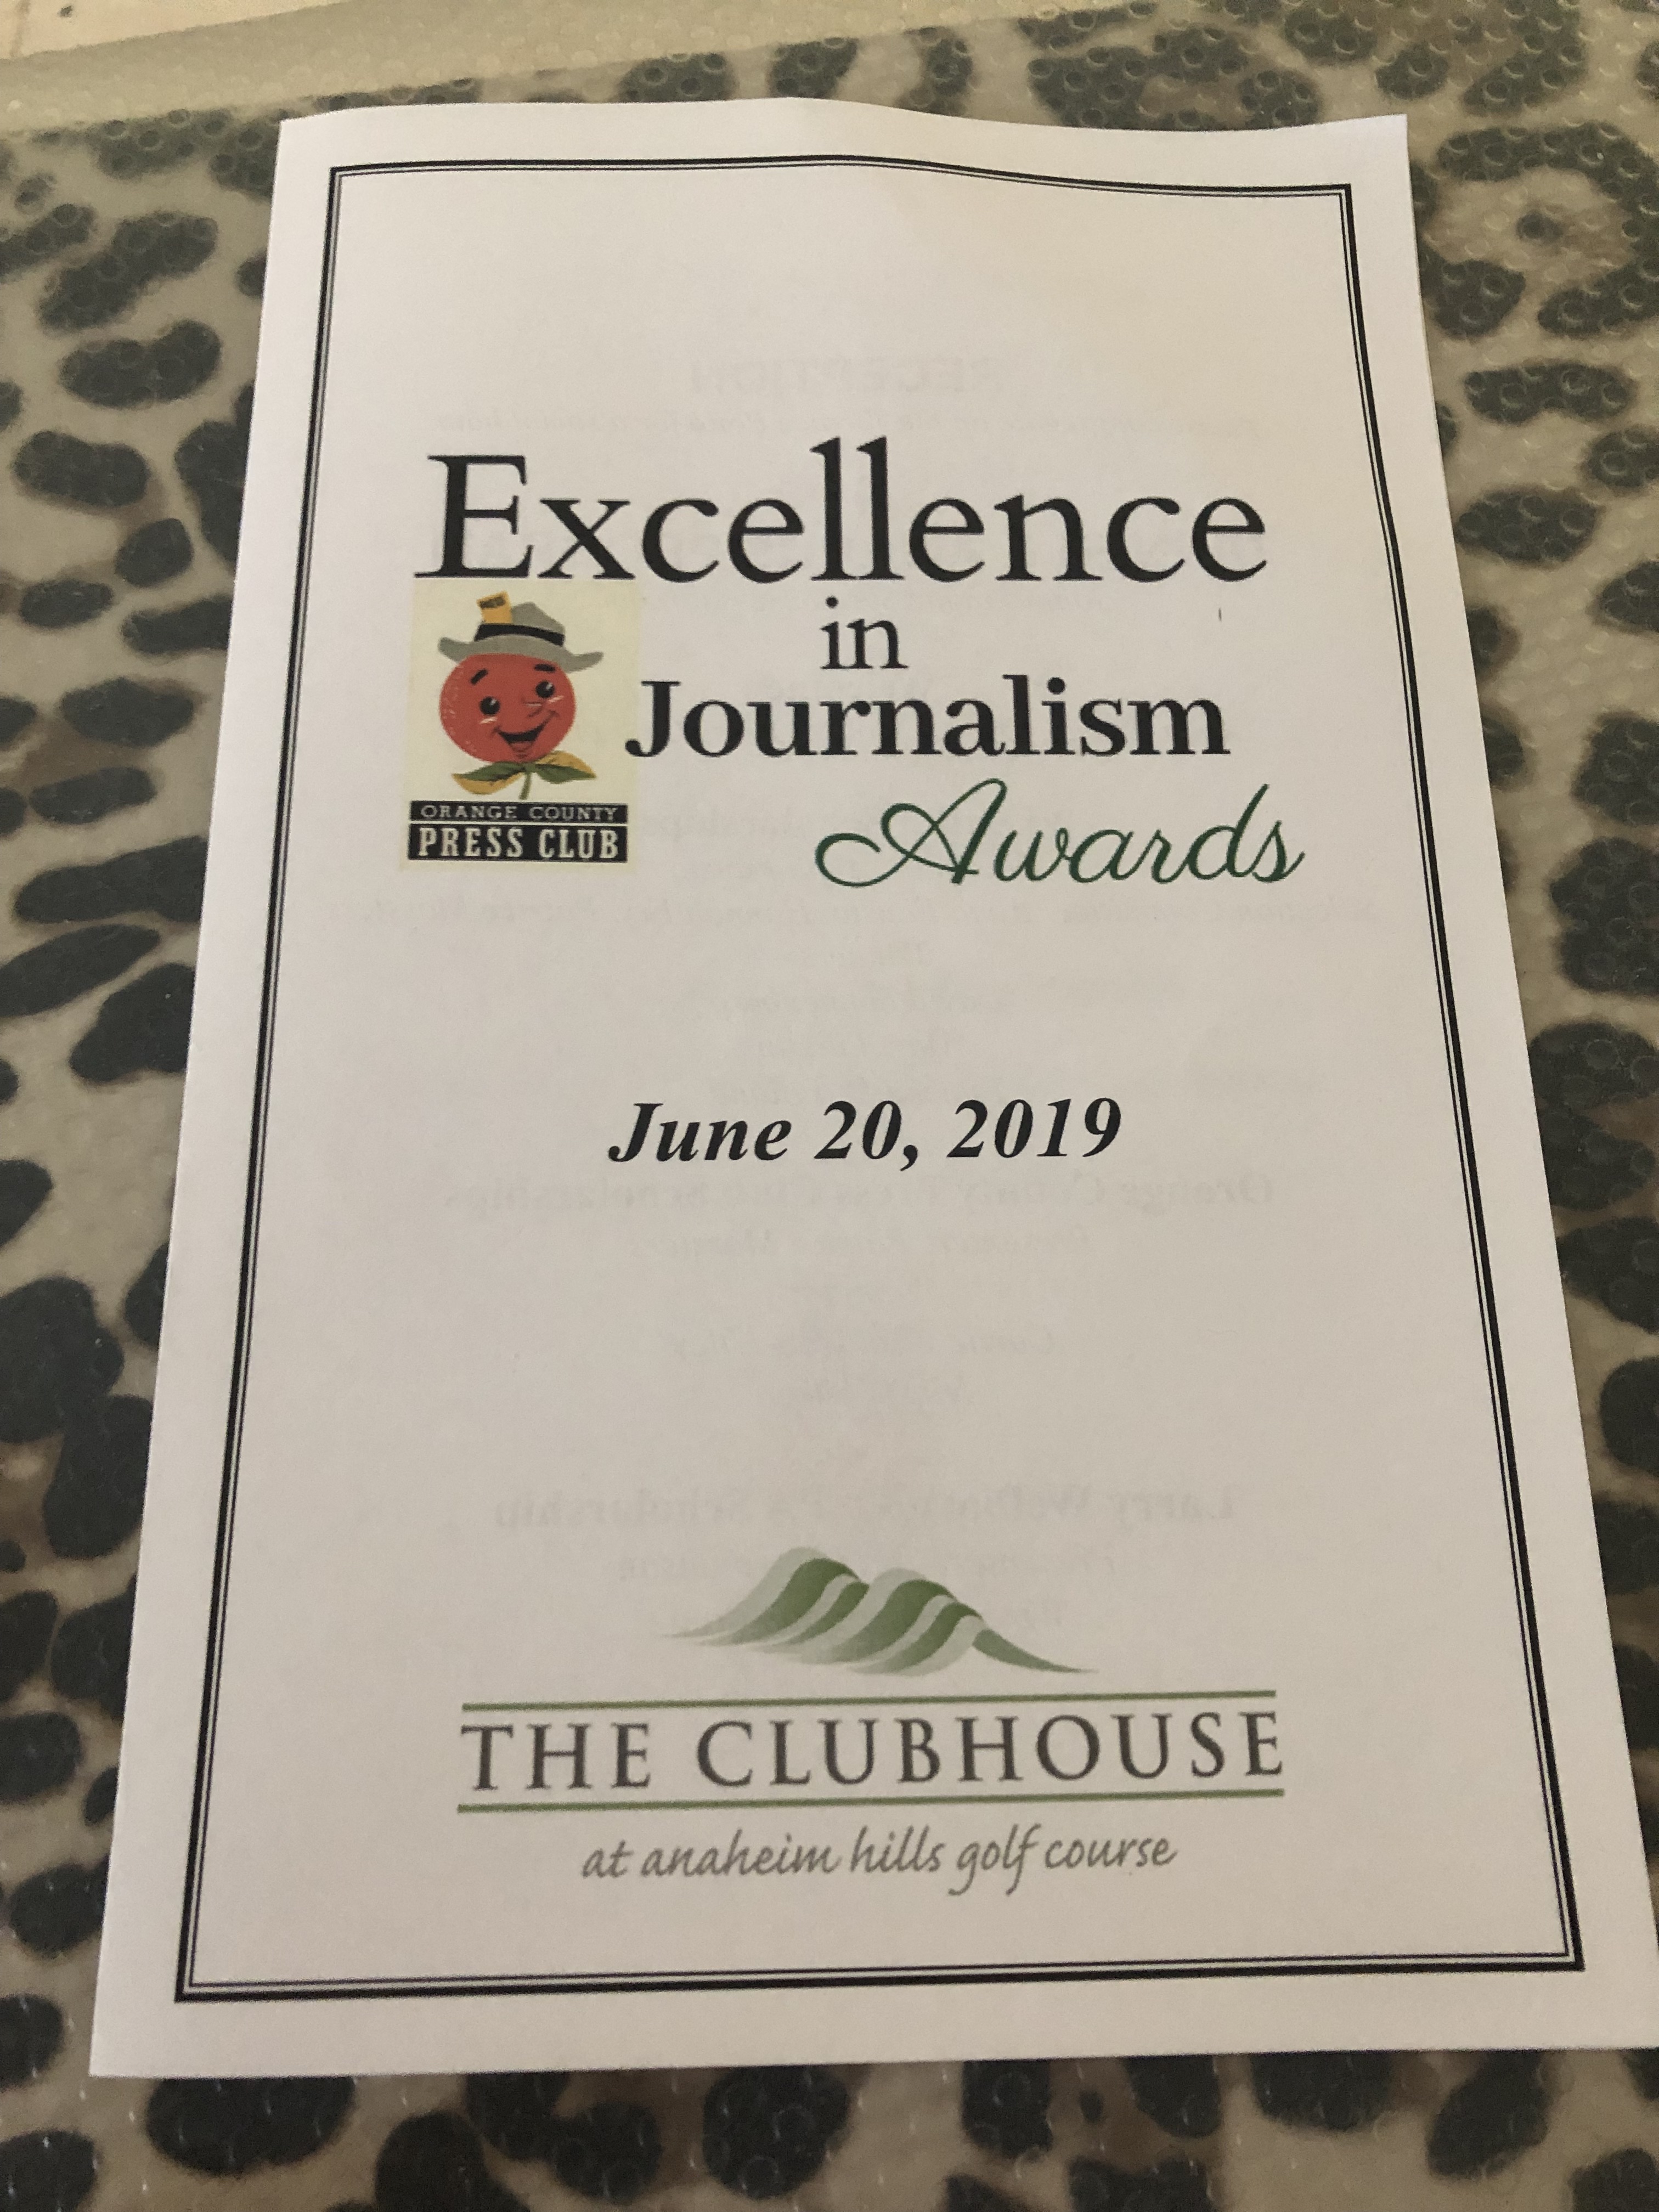 Excellence
in
Journalism
Awards
ORANGE COUNTY
PRESS CLUB
June 20, 2019
THE CLUBHOUSE
at anaheim hills golf course